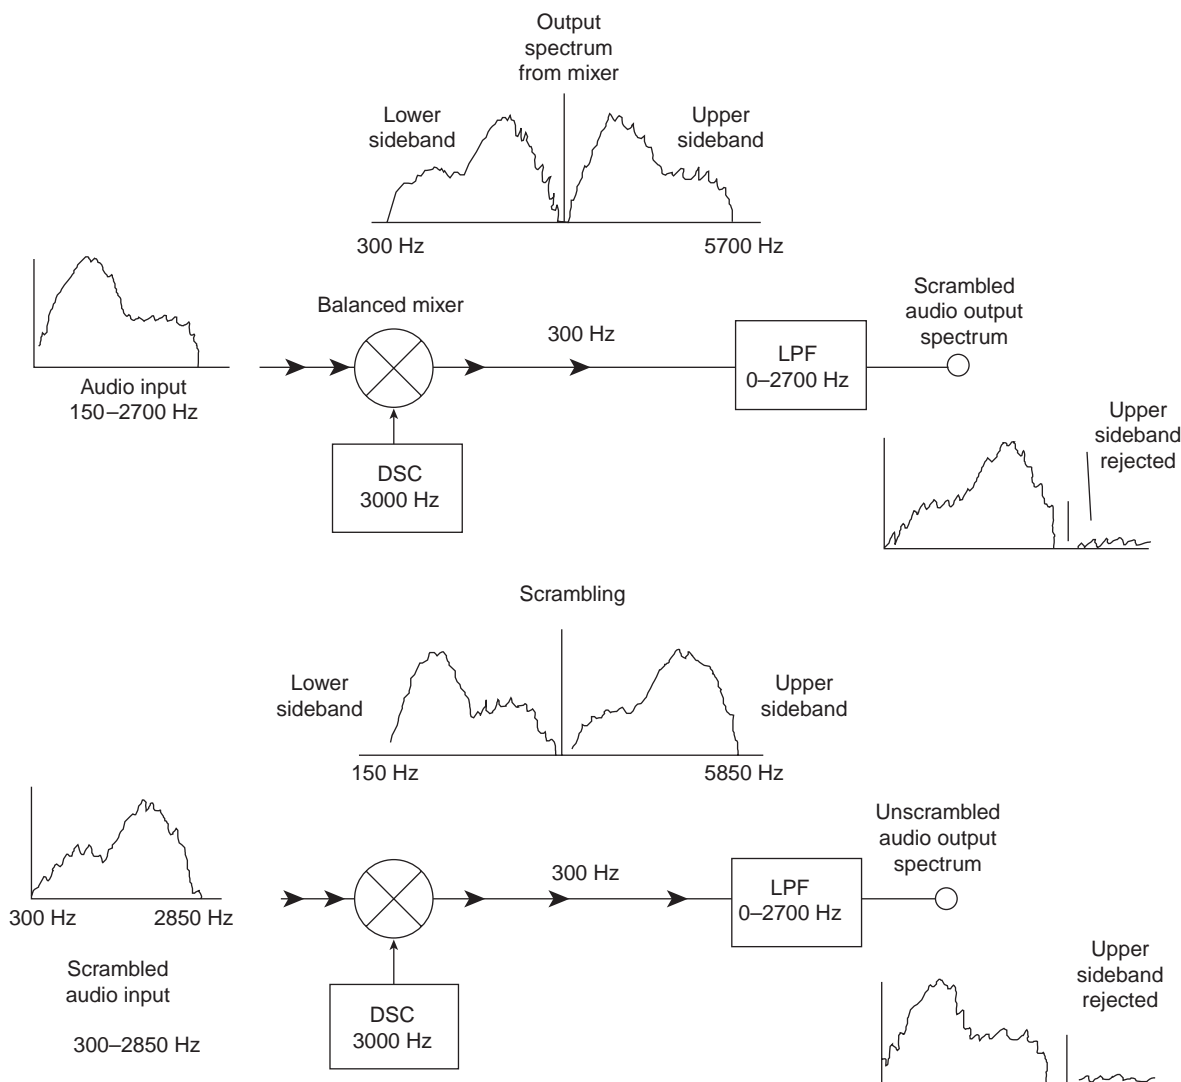 Output
spectrum
from mixer
Lower
sideband
Upper
sideband
300 Hz
5700 Hz
Audio input
150–2700 Hz
Balanced mixer
300 Hz
LPF
0–2700 Hz
Scrambled
audio output
spectrum
DSC
3000 Hz
Upper
sideband
rejected
Scrambling
Lower
sideband
Upper
sideband
150 Hz
5850 Hz
300 Hz
2850 Hz
Scrambled
audio input
300–2850 Hz
300 Hz
LPF
0–2700 Hz
Unscrambled
audio output
spectrum
DSC
3000 Hz
Upper
sideband
rejected